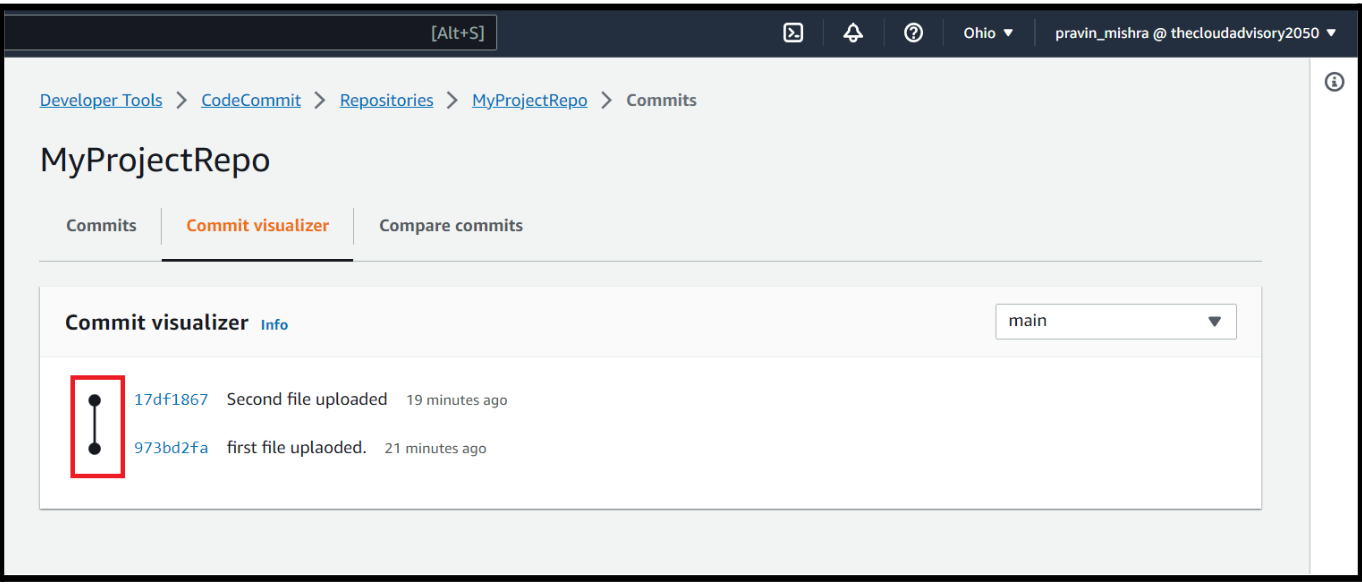 [Alt+S] Ohio pravin_mishra @ thecloudadvisory2050
Developer Tools CodeCommit Repositories MyProjectRepo Commits
MyProjectRepo
Commits Commit visualizer Compare commits
Commit visualizer Info main
17df1867 Second file uploaded 19 minutes ago
973bd2fa first file uplaoded. 21 minutes ago